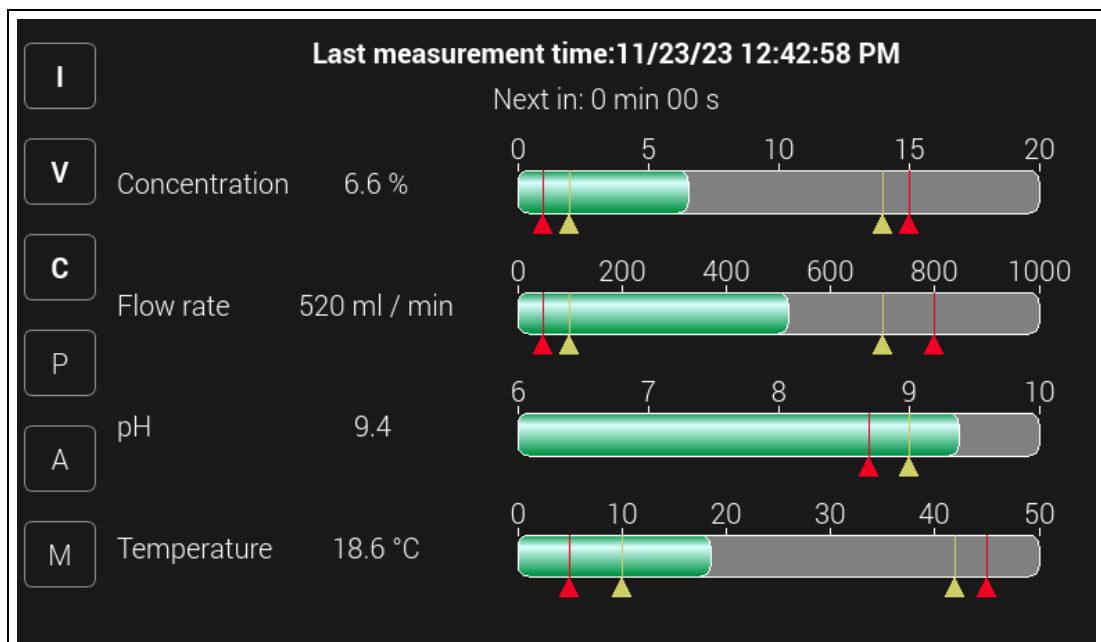 Last measurement time:11/23/23 12:42:58 PM
Next in: 0 min 00 s
I
V
C
P
A
M
0 5 10 15 20
Concentration 6.6 %
0 200 400 600 800 1000
Flow rate 520 ml / min
6 7 8 9 10
pH 9.4
0 10 20 30 40 50
Temperature 18.6 °C